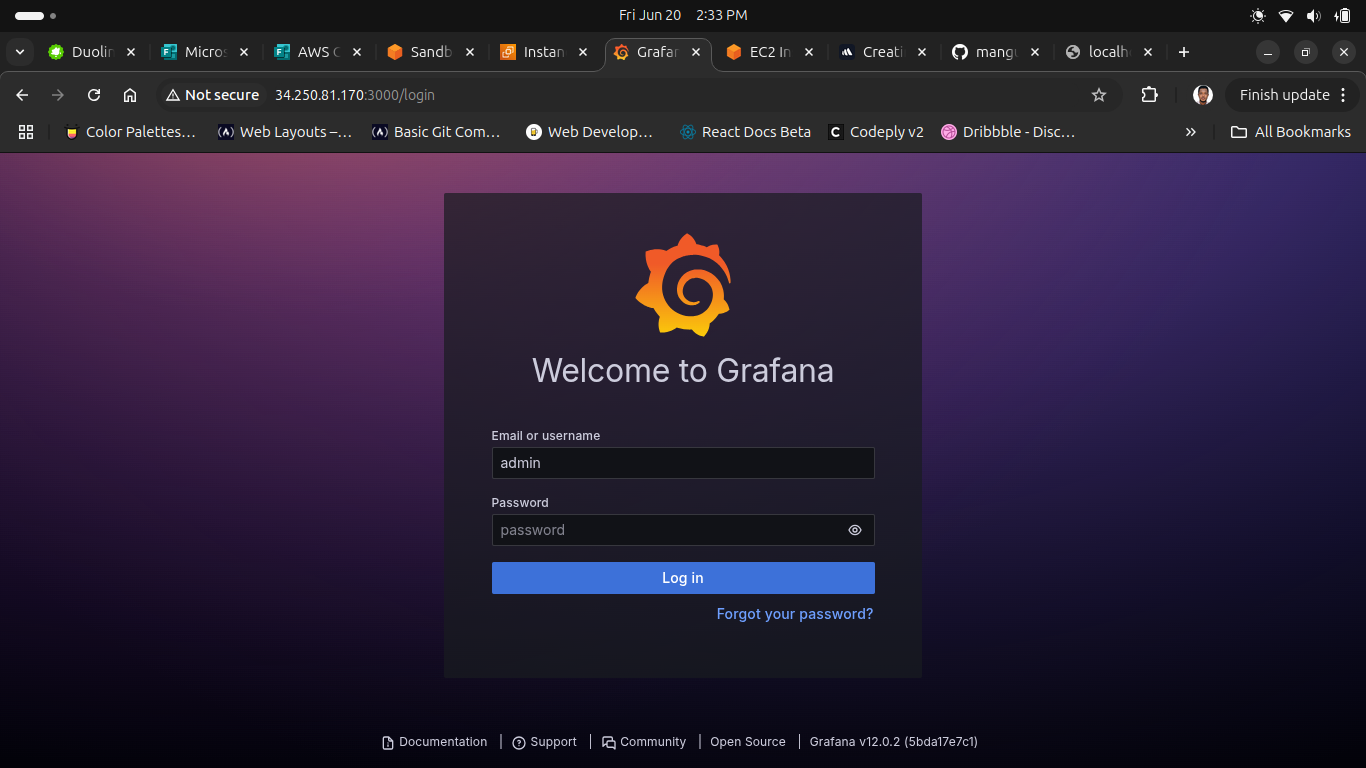 Fri Jun 20 2:33 PM
Duolin Micros AWS C Sandb Instan Grafan EC2 In Creati mangu localh
Not secure 34.250.81.170:3000/login Finish update
Color Palettes... Web Layouts –... Basic Git Com... Web Develop... React Docs Beta C Codeply v2 Dribbble - Disc... » All Bookmarks
Welcome to Grafana
Email or username
admin
Password
password
Log in
Forgot your password?
Documentation | Support | Community | Open Source | Grafana v12.0.2 (5bda17e7c1)